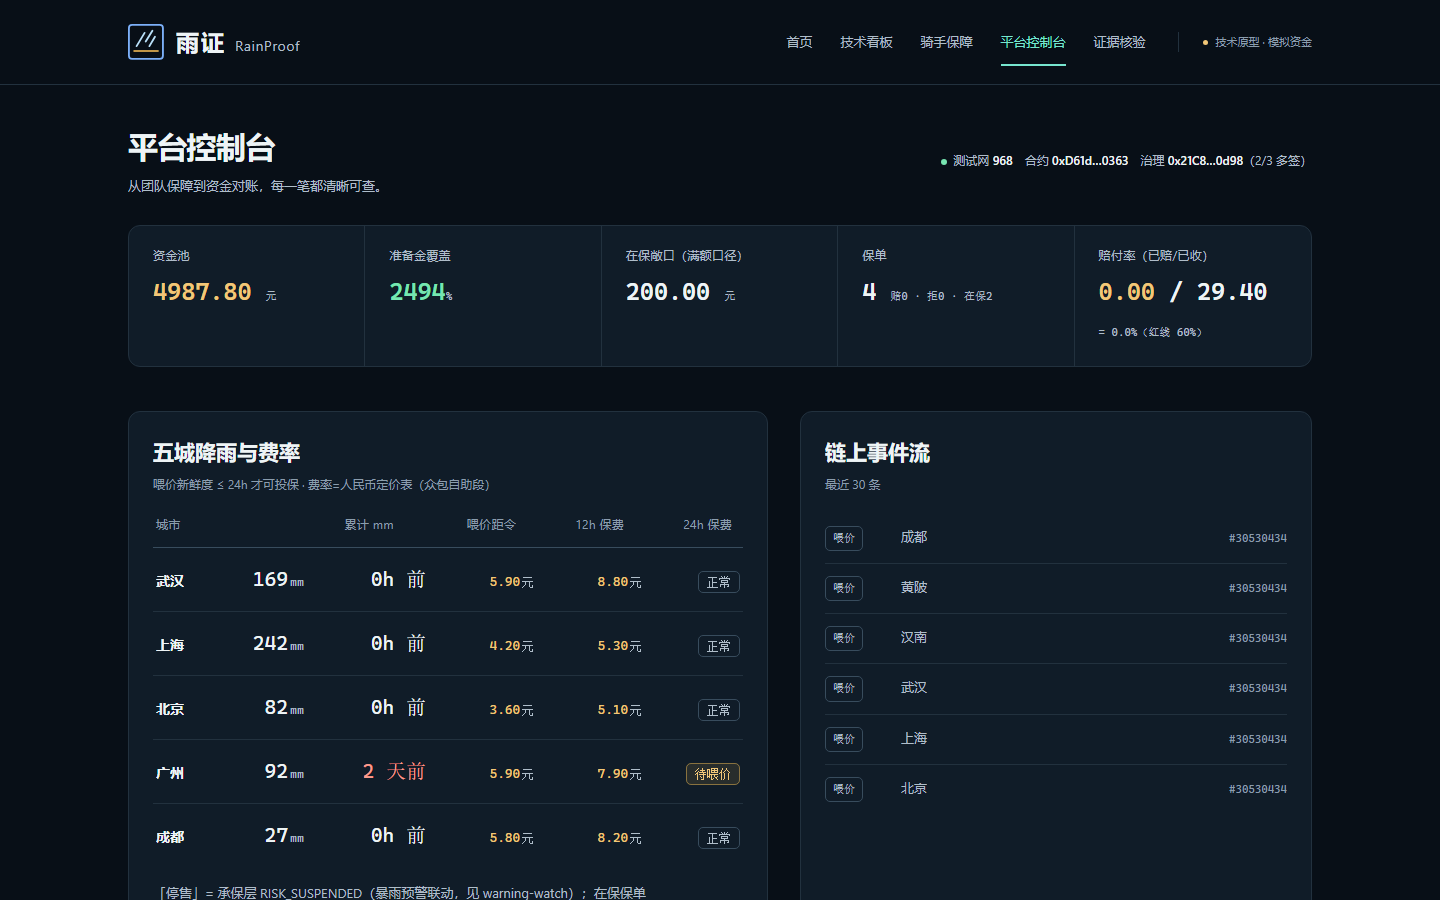 雨证 RainProof
首页 技术看板 骑手保障 平台控制台 证据核验 技术原型 · 模拟资金
平台控制台
从团队保障到资金对账，每一笔都清晰可查。
测试网 968 合约 0xD61d...0363 治理 0x21C8...0d98（2/3 多签）
资金池
4987.80 元
准备金覆盖
2494%
在保敞口（满额口径）
200.00 元
保单
4 赔0 · 拒0 · 在保2
赔付率（已赔/已收）
0.00 / 29.40
= 0.0%（红线 60%）
五城降雨与费率
喂价新鲜度 ≤ 24h 才可投保 · 费率=人民币定价表（众包自助段）
城市 累计 mm 喂价距今 12h 保费 24h 保费
武汉 169mm 0h 前 5.90元 8.80元 正常
上海 242mm 0h 前 4.20元 5.30元 正常
北京 82mm 0h 前 3.60元 5.10元 正常
广州 92mm 2 天前 5.90元 7.90元 待喂价
成都 27mm 0h 前 5.80元 8.20元 正常
「停售」= 承保层 RISK_SUSPENDED（暴雨预警联动，见 warning-watch）；在保保单
链上事件流
最近 30 条
喂价 成都 #30530434
喂价 黄陂 #30530434
喂价 汉南 #30530434
喂价 武汉 #30530434
喂价 上海 #30530434
喂价 北京 #30530434